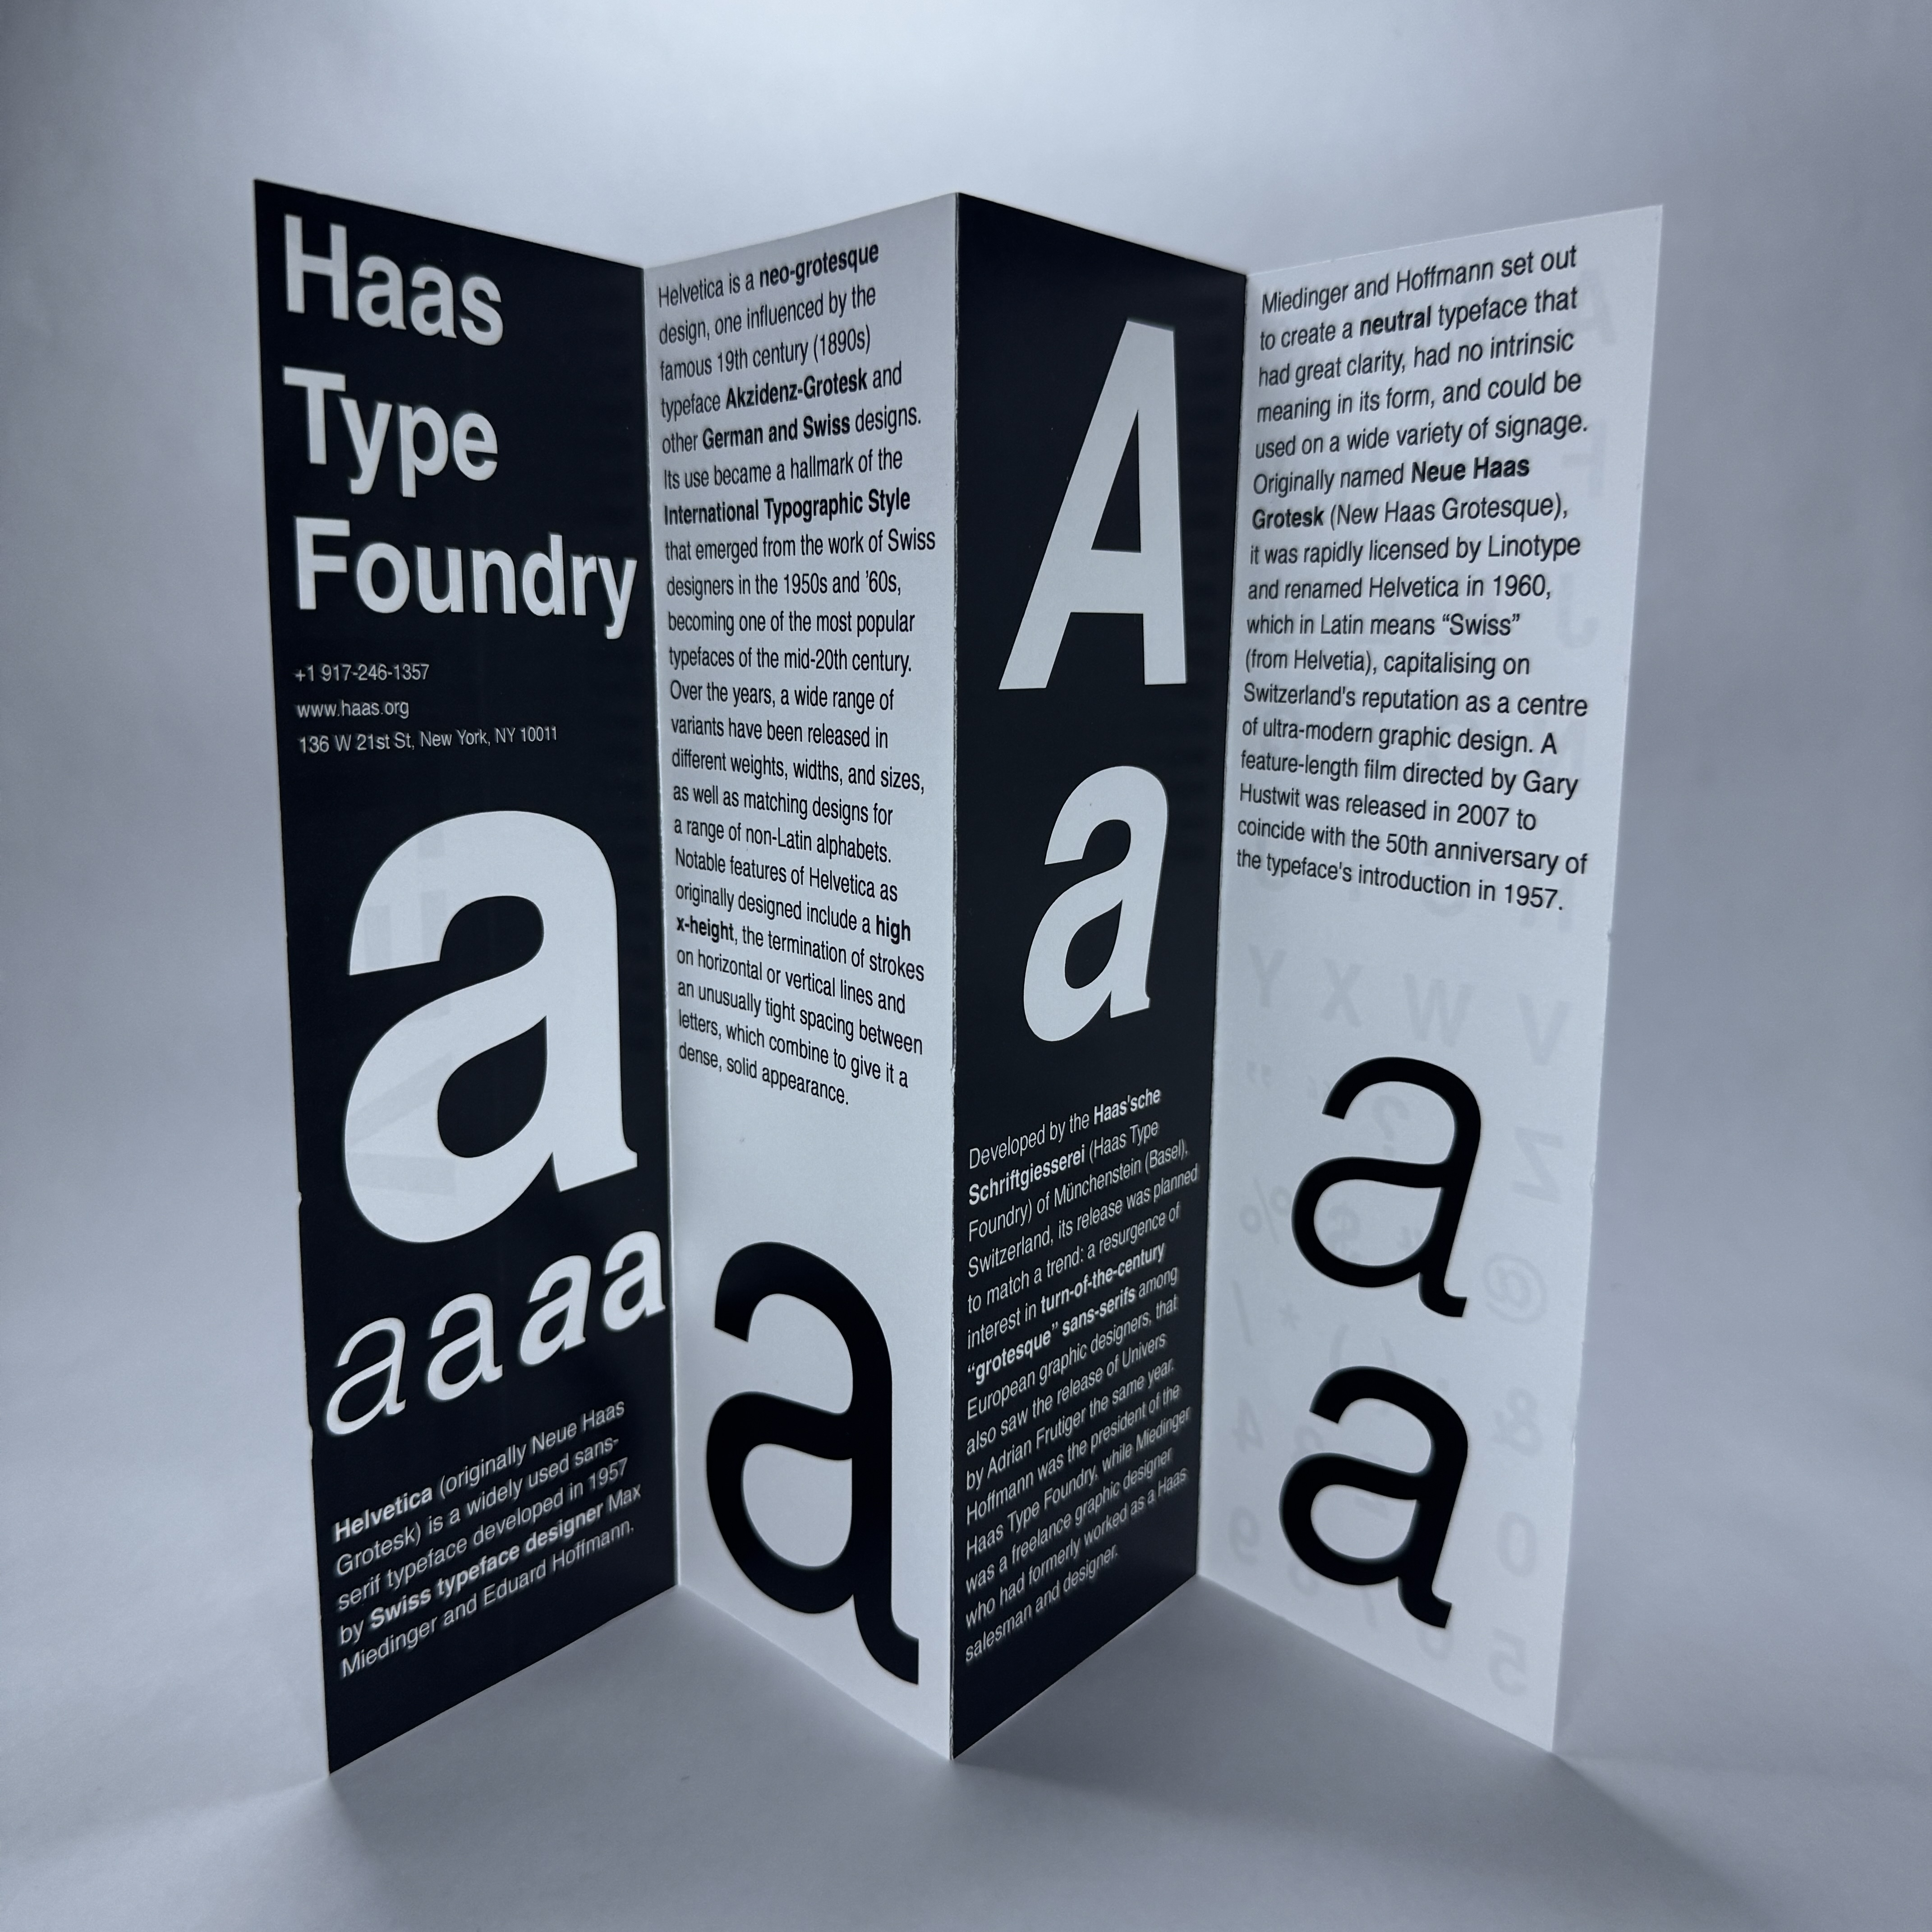 Haas
Type
Foundry
+1 917-246-1357
www.haas.org
136 W 21st St, New York, NY 10011
a
aaaa
Helvetica (originally Neue Haas
Grotesk) is a widely used sans-
serif typeface developed in 1957
by Swiss typeface designer Max
Miedinger and Eduard Hoffmann.
Helvetica is a neo-grotesque
design, one influenced by the
famous 19th century (1890s)
typeface Akzidenz-Grotesk and
other German and Swiss designs.
Its use became a hallmark of the
International Typographic Style
that emerged from the work of Swiss
designers in the 1950s and ’60s,
becoming one of the most popular
typefaces of the mid-20th century.
Over the years, a wide range of
variants have been released in
different weights, widths, and sizes,
as well as matching designs for
a range of non-Latin alphabets.
Notable features of Helvetica as
originally designed include a high
x-height, the termination of strokes
on horizontal or vertical lines and
an unusually tight spacing between
letters, which combine to give it a
dense, solid appearance.
a
A
a
Developed by the Haas'sche
Schriftgiesserei (Haas Type
Foundry) of Münchenstein (Basel),
Switzerland, its release was planned
to match a trend: a resurgence of
interest in turn-of-the-century
“grotesque” sans-serifs among
European graphic designers, that
also saw the release of Univers
by Adrian Frutiger the same year.
Hoffmann was the president of the
Haas Type Foundry, while Miedinger
was a freelance graphic designer
who had formerly worked as a Haas
salesman and designer.
Miedinger and Hoffmann set out
to create a neutral typeface that
had great clarity, had no intrinsic
meaning in its form, and could be
used on a wide variety of signage.
Originally named Neue Haas
Grotesk (New Haas Grotesque),
it was rapidly licensed by Linotype
and renamed Helvetica in 1960,
which in Latin means “Swiss”
(from Helvetia), capitalising on
Switzerland's reputation as a centre
of ultra-modern graphic design. A
feature-length film directed by Gary
Hustwit was released in 2007 to
coincide with the 50th anniversary of
the typeface's introduction in 1957.
a
a